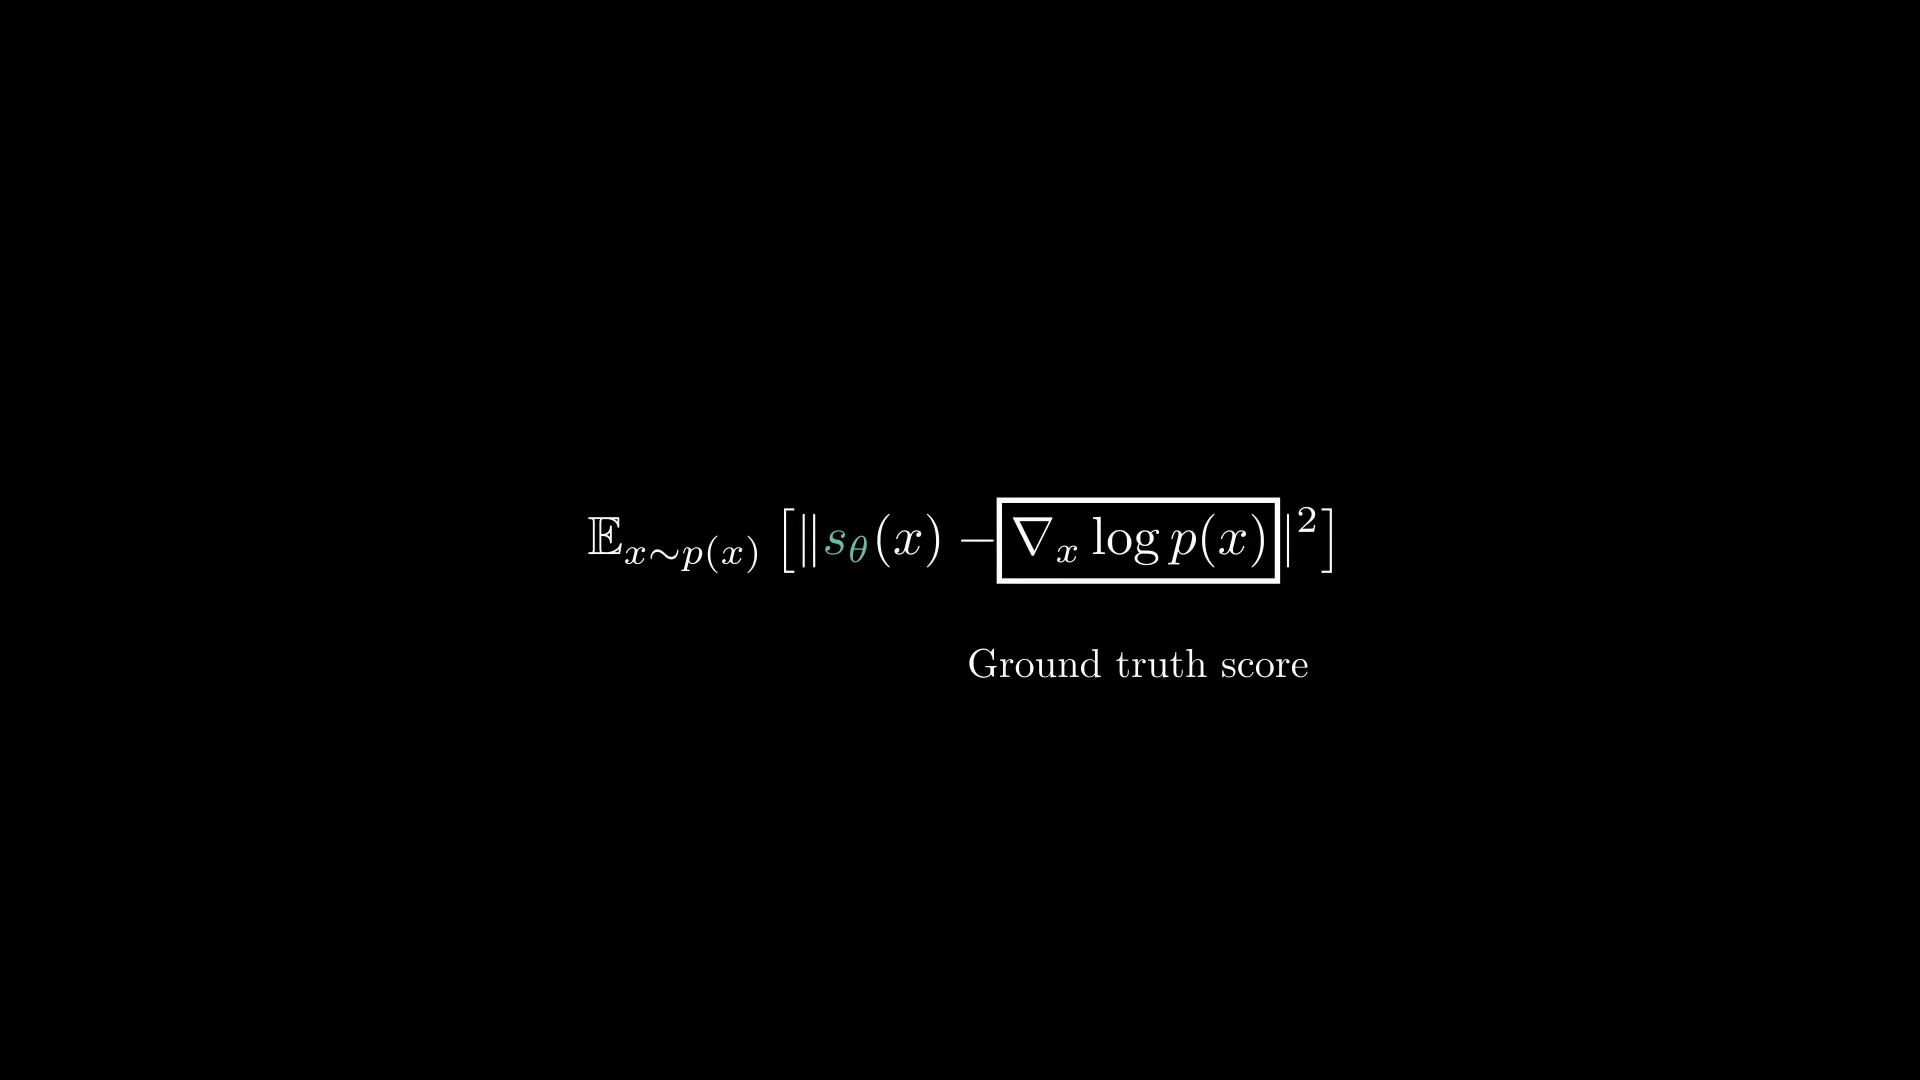 𝔼_{x∼p(x)} [‖s_θ(x) − ∇_x log p(x)‖²]
Ground truth score